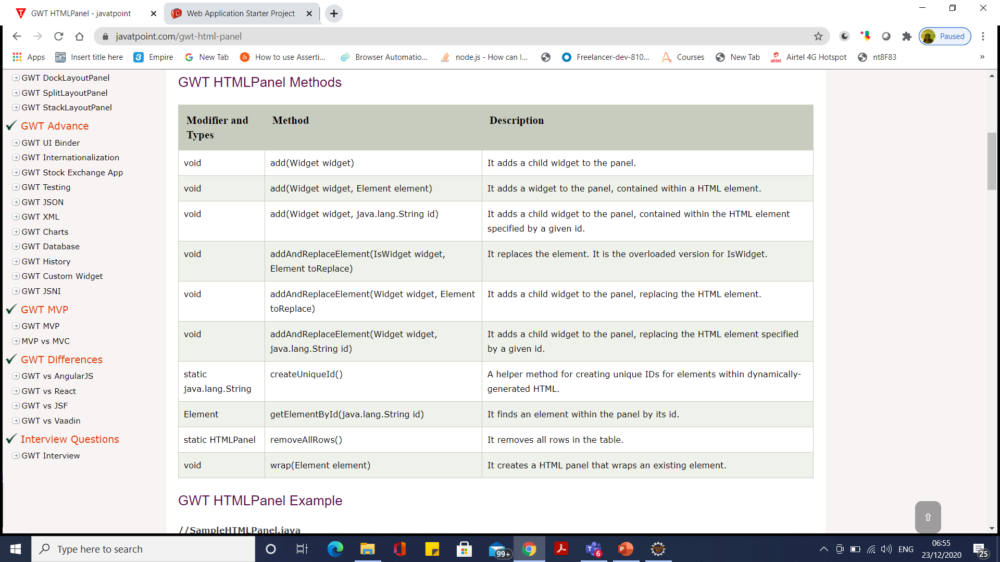 GWT HTMLPanel - javatpoint
Web Application Starter Project
javatpoint.com/gwt-html-panel
Paused
Apps
Insert title here
Empire
New Tab
How to use Asserti...
Browser Automatio...
node.js - How can I...
Freelancer-dev-810...
Courses
New Tab
airtel
Airtel 4G Hotspot
nt8F83
»
GWT DockLayoutPanel
GWT SplitLayoutPanel
GWT StackLayoutPanel
GWT Advance
GWT UI Binder
GWT Internationalization
GWT Stock Exchange App
GWT Testing
GWT JSON
GWT XML
GWT Charts
GWT Database
GWT History
GWT Custom Widget
GWT JSNI
GWT MVP
GWT MVP
MVP vs MVC
GWT Differences
GWT vs AngularJS
GWT vs React
GWT vs JSF
GWT vs Vaadin
Interview Questions
GWT Interview
GWT HTMLPanel Methods
Modifier and Types Method Description
void add(Widget widget) It adds a child widget to the panel.
void add(Widget widget, Element element) It adds a widget to the panel, contained within a HTML element.
void add(Widget widget, java.lang.String id) It adds a child widget to the panel, contained within the HTML element
specified by a given id.
void addAndReplaceElement(IsWidget widget, It replaces the element. It is the overloaded version for IsWidget.
Element toReplace)
void addAndReplaceElement(Widget widget, Element It adds a child widget to the panel, replacing the HTML element.
toReplace)
void addAndReplaceElement(Widget widget, It adds a child widget to the panel, replacing the HTML element specified
java.lang.String id) by a given id.
static createUniqueId() A helper method for creating unique IDs for elements within dynamically-
java.lang.String generated HTML.
Element getElementById(java.lang.String id) It finds an element within the panel by its id.
static HTMLPanel removeAllRows() It removes all rows in the table.
void wrap(Element element) It creates a HTML panel that wraps an existing element.
GWT HTMLPanel Example
//SampleHTMLPanel.java
Type here to search
99+
6
ENG
06:55
23/12/2020
25